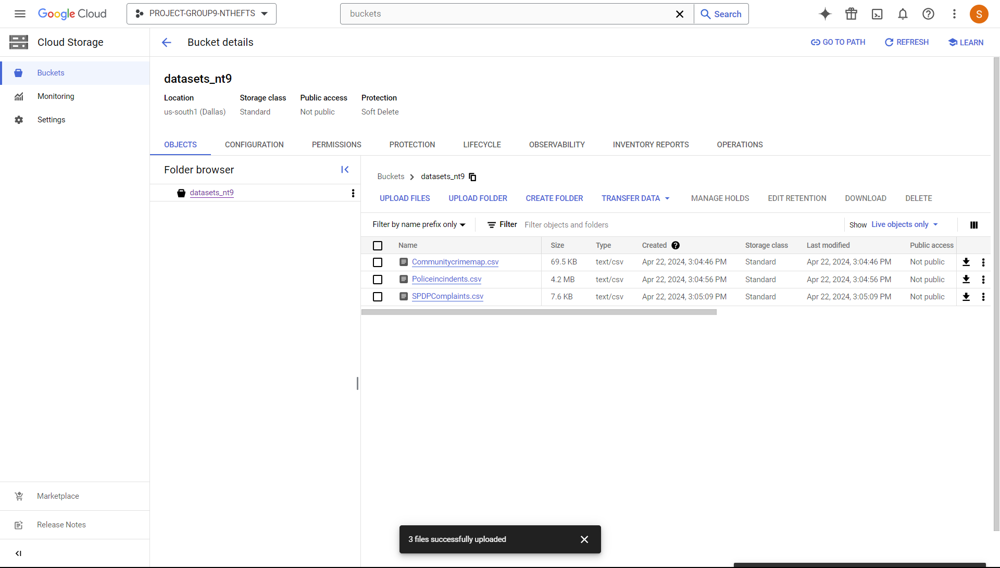 Google Cloud PROJECT-GROUP9-NTHEFTS buckets Search S
Cloud Storage Bucket details GO TO PATH REFRESH LEARN
Buckets
Monitoring
Settings
datasets_nt9
Location Storage class Public access Protection
us-south1 (Dallas) Standard Not public Soft Delete
OBJECTS CONFIGURATION PERMISSIONS PROTECTION LIFECYCLE OBSERVABILITY INVENTORY REPORTS OPERATIONS
Folder browser
datasets_nt9
Buckets datasets_nt9
UPLOAD FILES UPLOAD FOLDER CREATE FOLDER TRANSFER DATA MANAGE HOLDS EDIT RETENTION DOWNLOAD DELETE
Filter by name prefix only Filter Filter objects and folders Show Live objects only
Name Size Type Created Storage class Last modified Public access
Communitycrimemap.csv 69.5 KB text/csv Apr 22, 2024, 3:04:46 PM Standard Apr 22, 2024, 3:04:46 PM Not public
Policeincindents.csv 4.2 MB text/csv Apr 22, 2024, 3:04:56 PM Standard Apr 22, 2024, 3:04:56 PM Not public
SPDPComplaints.csv 7.6 KB text/csv Apr 22, 2024, 3:05:09 PM Standard Apr 22, 2024, 3:05:09 PM Not public
Marketplace
Release Notes
3 files successfully uploaded